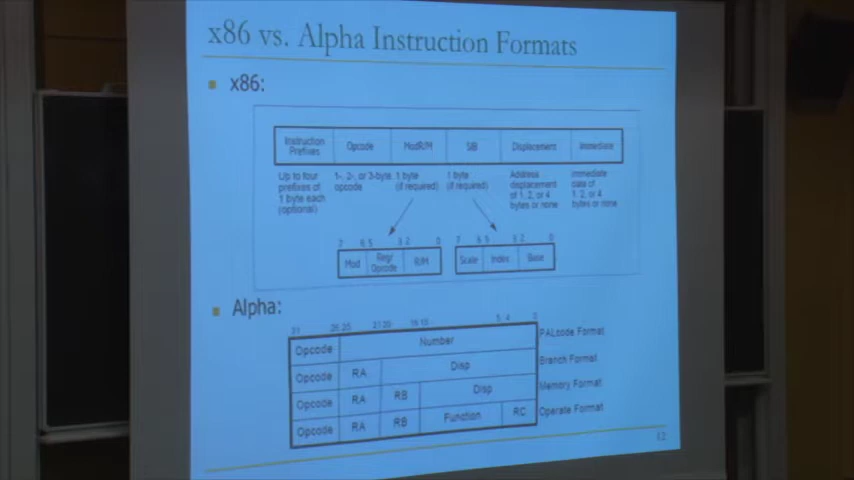 x86 vs. Alpha Instruction Formats
x86:
Instruction Prefixes
Opcode
ModR/M
SIB
Displacement
Immediate
Up to four
prefixes of
1 byte each
(optional)
1-, 2-, or 3-byte
opcode
1 byte
(if required)
1 byte
(if required)
Address
displacement
of 1, 2, or 4
bytes or none
Immediate
data of
1, 2, or 4
bytes or none
7 6 5 3 2 0
Mod
Reg/
Opcode
R/M
7 6 5 3 2 0
Scale
Index
Base
Alpha:
31 26 25 21 20 16 15 5 4 0
Opcode Number PALcode Format
Opcode RA Disp Branch Format
Opcode RA RB Disp Memory Format
Opcode RA RB Function RC Operate Format
12